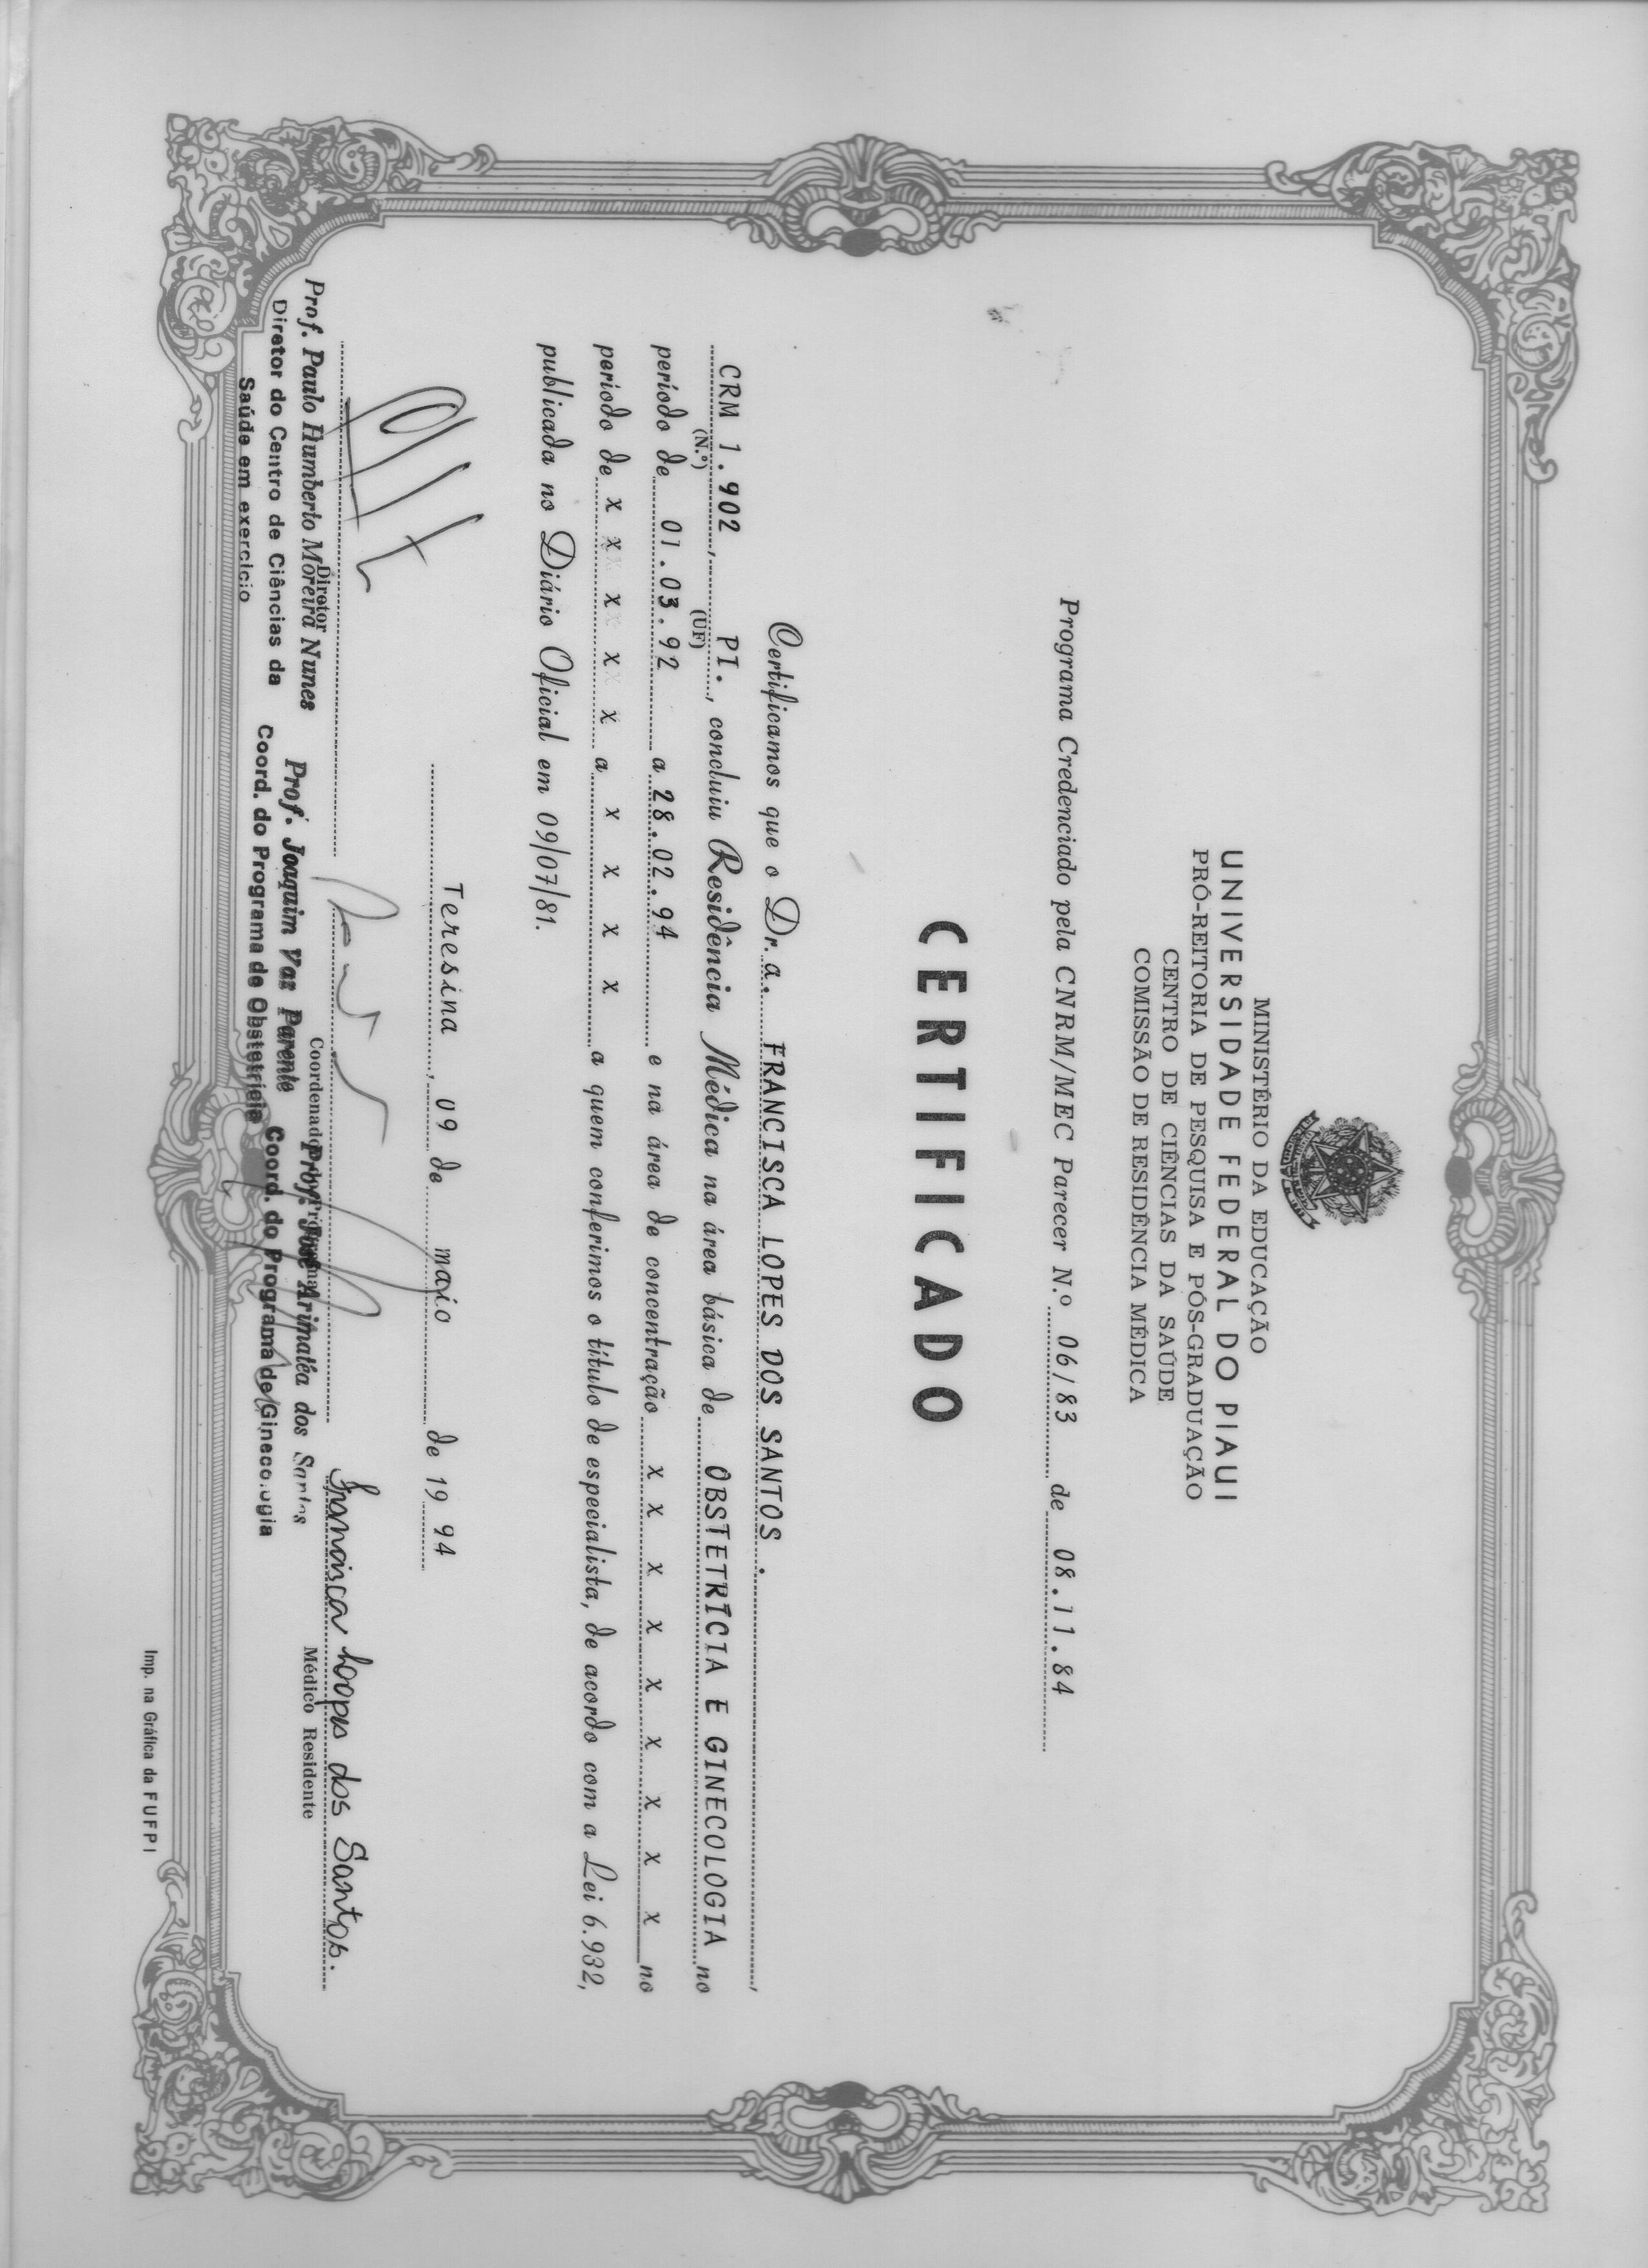 MINISTÉRIO DA EDUCAÇÃO
UNIVERSIDADE FEDERAL DO PIAUI
PRÓ-REITORIA DE PESQUISA E PÓS-GRADUAÇÃO
CENTRO DE CIÊNCIAS DA SAÚDE
COMISSÃO DE RESIDÊNCIA MÉDICA
Programa Credenciado pela CNRM/MEC Parecer N.º 06/83 de 08.11.84
CERTIFICADO
Certificamos que o Dr.a. FRANCISCA LOPES DOS SANTOS .,
CRM 1.902, PI., concluiu Residência Médica na área básica de OBSTETRÍCIA E GINECOLOGIA no
(N.º) (UF)
período de 01.03.92 a 28.02.94 e na área de concentração x x x x x x x x x no
período de x x x x x a x x x x a quem conferimos o título de especialista, de acordo com a Lei 6.932,
publicada no Diário Oficial em 09/07/81.
Teresina, 09 de maio de 19 94
Francisca Lopes dos Santos.
Diretor Coordenador do Programa Médico Residente
Prof. Paulo Humberto Moreira Nunes
Diretor do Centro de Ciências da
Saúde em exercício
Prof. Joaquim Vaz Parente
Coord. do Programa de Obstetrícia
Prof. José Arimatéa dos Santos
Coord. do Programa de Ginecologia
Imp. na Gráfica da FUFPI